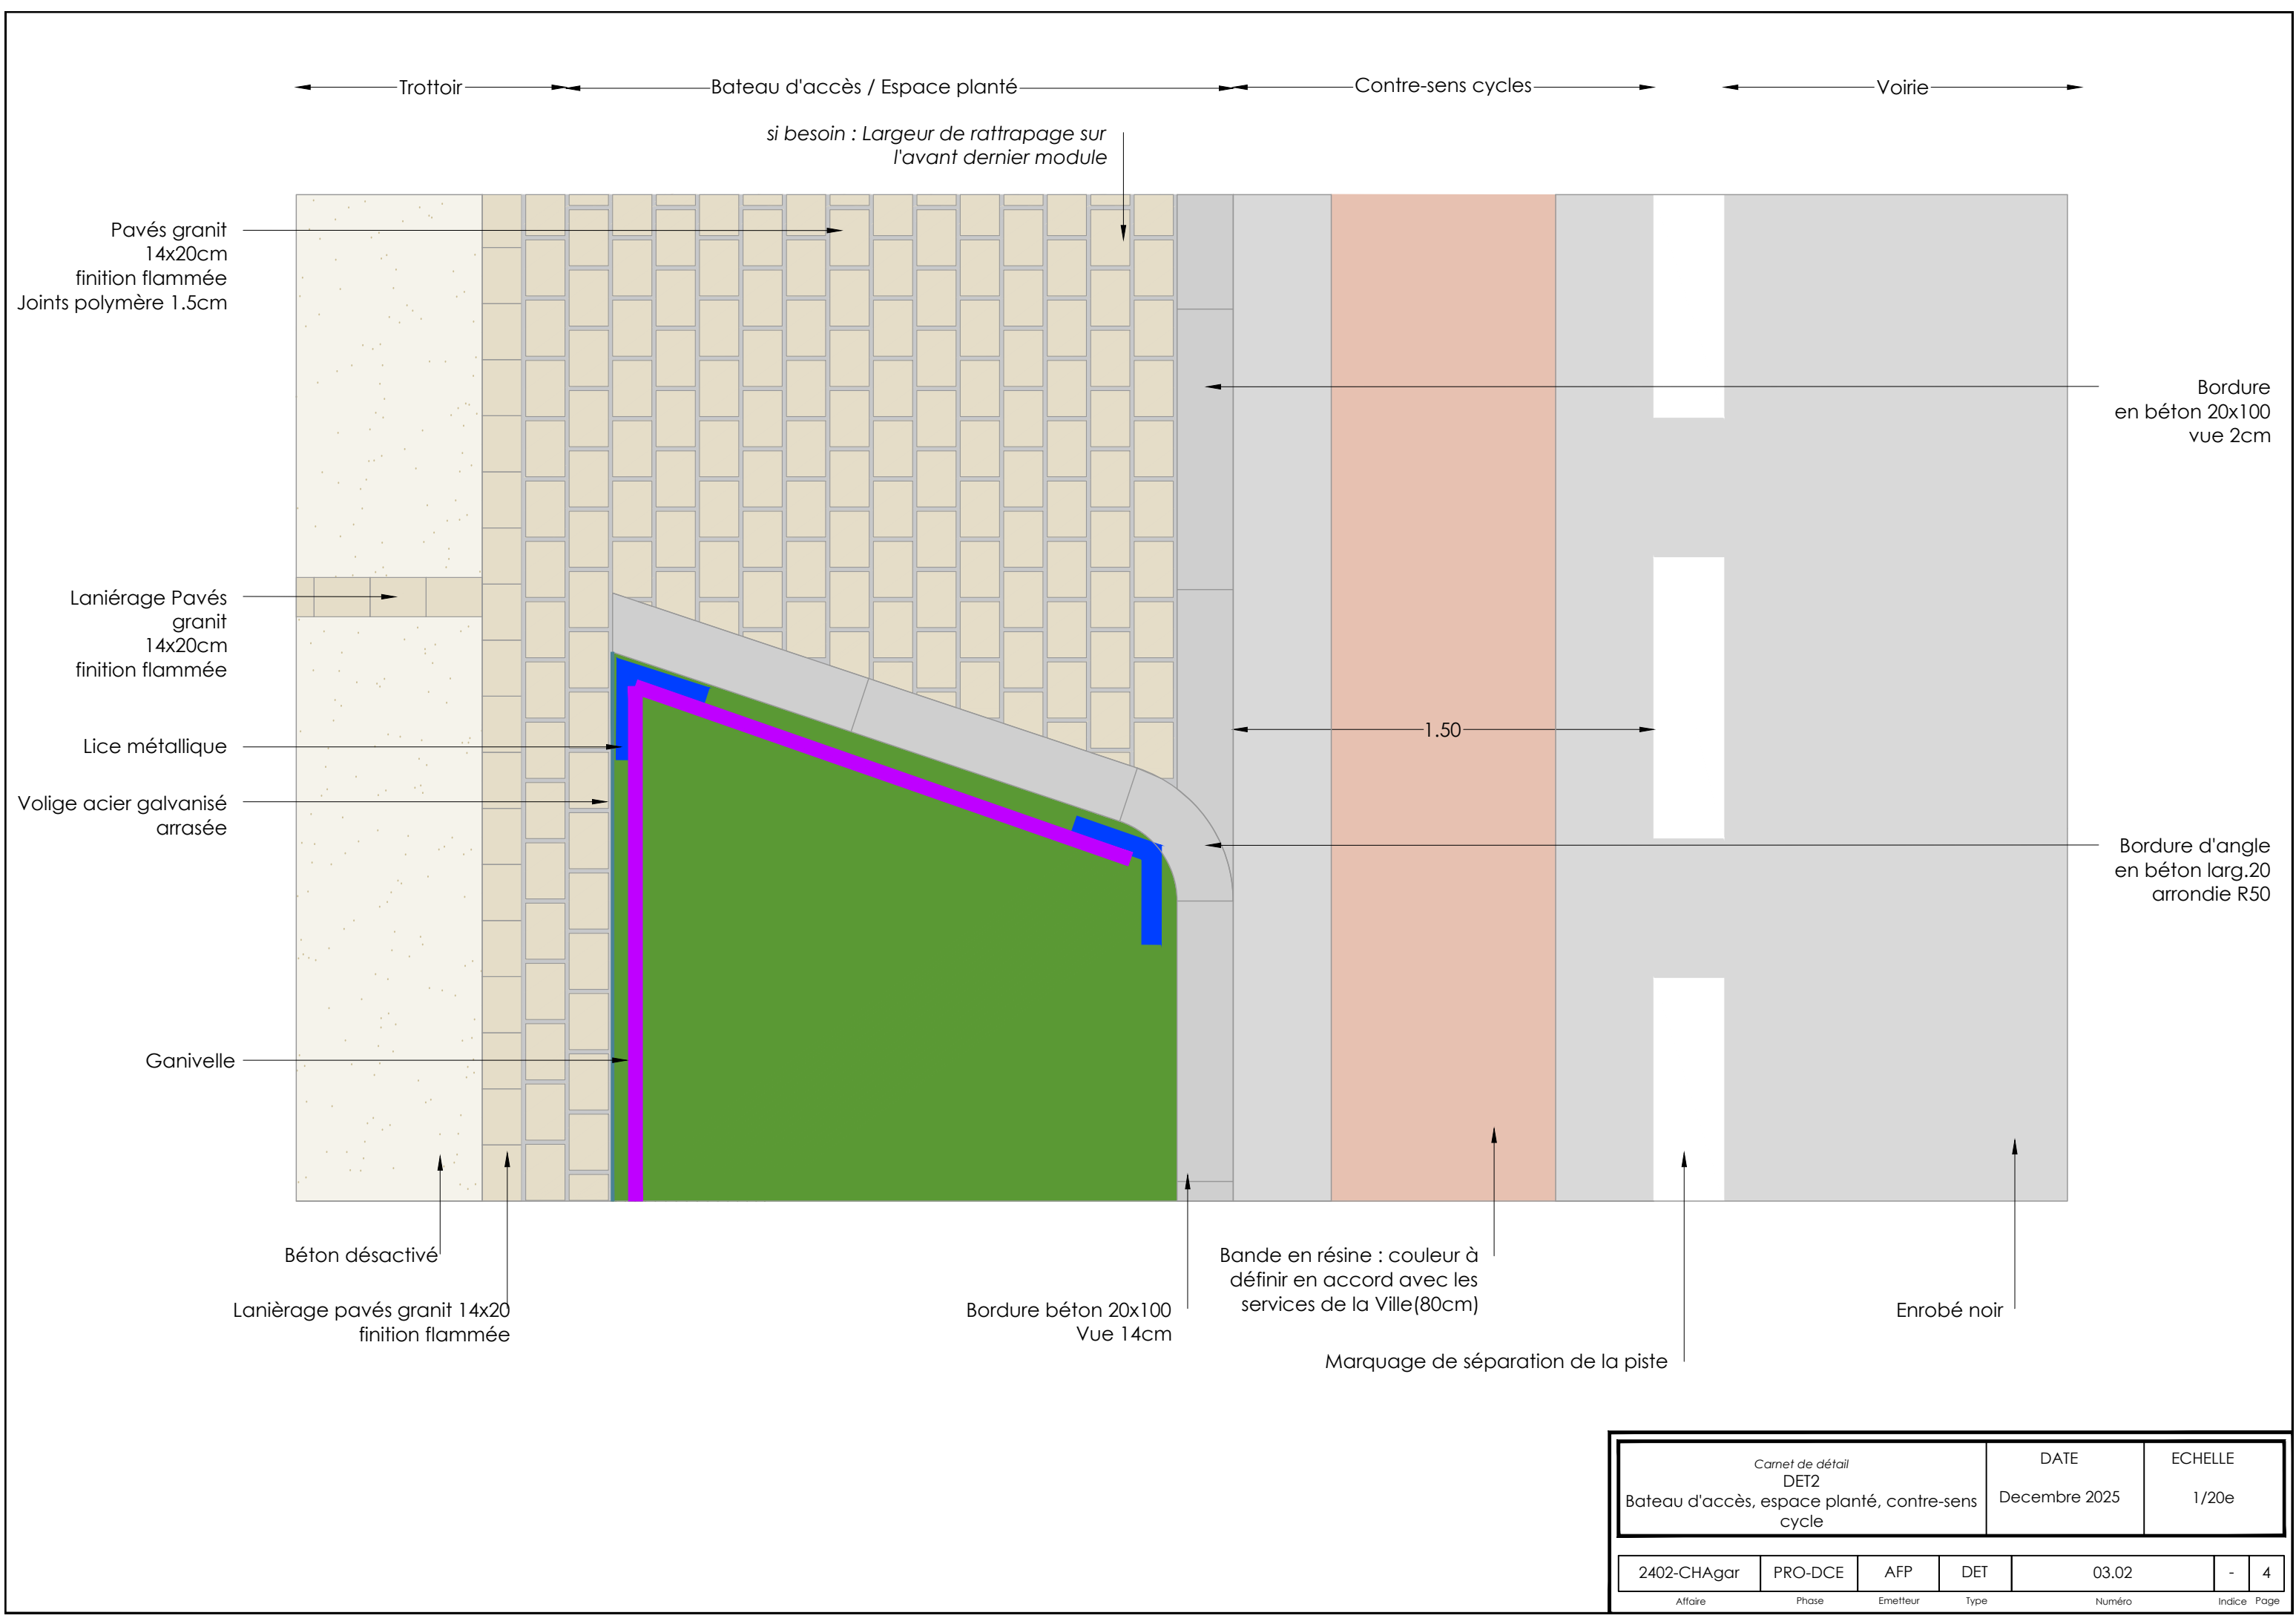 Trottoir
Bateau d'accès / Espace planté
Contre-sens cycles
Voirie
si besoin : Largeur de rattrapage sur
l'avant dernier module
Pavés granit
14x20cm
finition flammée
Joints polymère 1.5cm
Bordure
en béton 20x100
vue 2cm
Laniérage Pavés
granit
14x20cm
finition flammée
1.50
Lice métallique
Volige acier galvanisé
arrasée
Bordure d'angle
en béton larg.20
arrondie R50
Ganivelle
Béton désactivé
Lanièrage pavés granit 14x20
finition flammée
Bordure béton 20x100
Vue 14cm
Bande en résine : couleur à
définir en accord avec les
services de la Ville(80cm)
Marquage de séparation de la piste
Enrobé noir
Carnet de détail
DET2
Bateau d'accès, espace planté, contre-sens
cycle
DATE
Decembre 2025
ECHELLE
1/20e
2402-CHAgar
PRO-DCE
AFP
DET
03.02
-
4
Affaire
Phase
Emetteur
Type
Numéro
Indice
Page